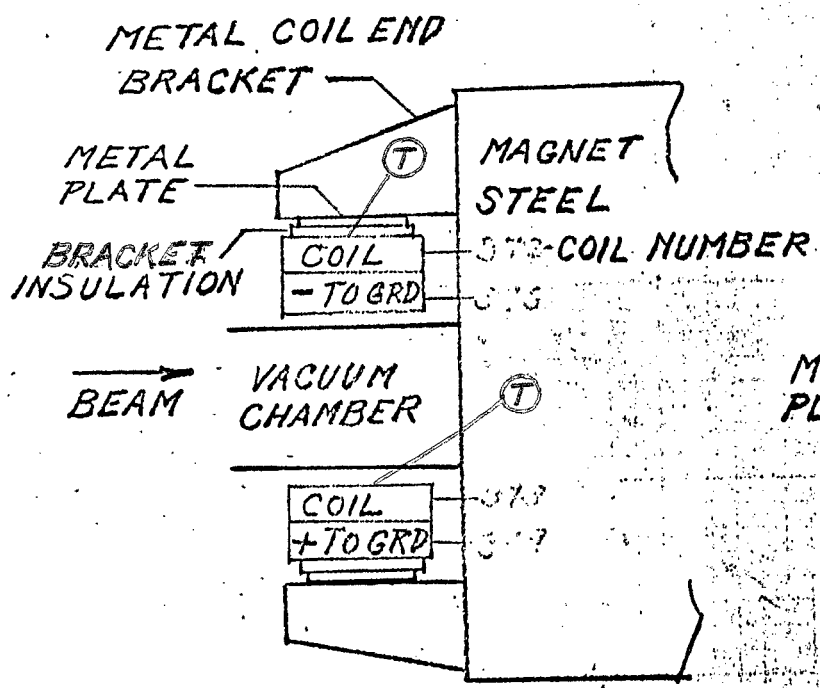 METAL COIL END
BRACKET
METAL
PLATE
T
MAGNET
STEEL
BRACKET
INSULATION
COIL
COIL NUMBER
- TO GRD
BEAM
VACUUM
CHAMBER
T
M
PL
COIL
+ TO GRD